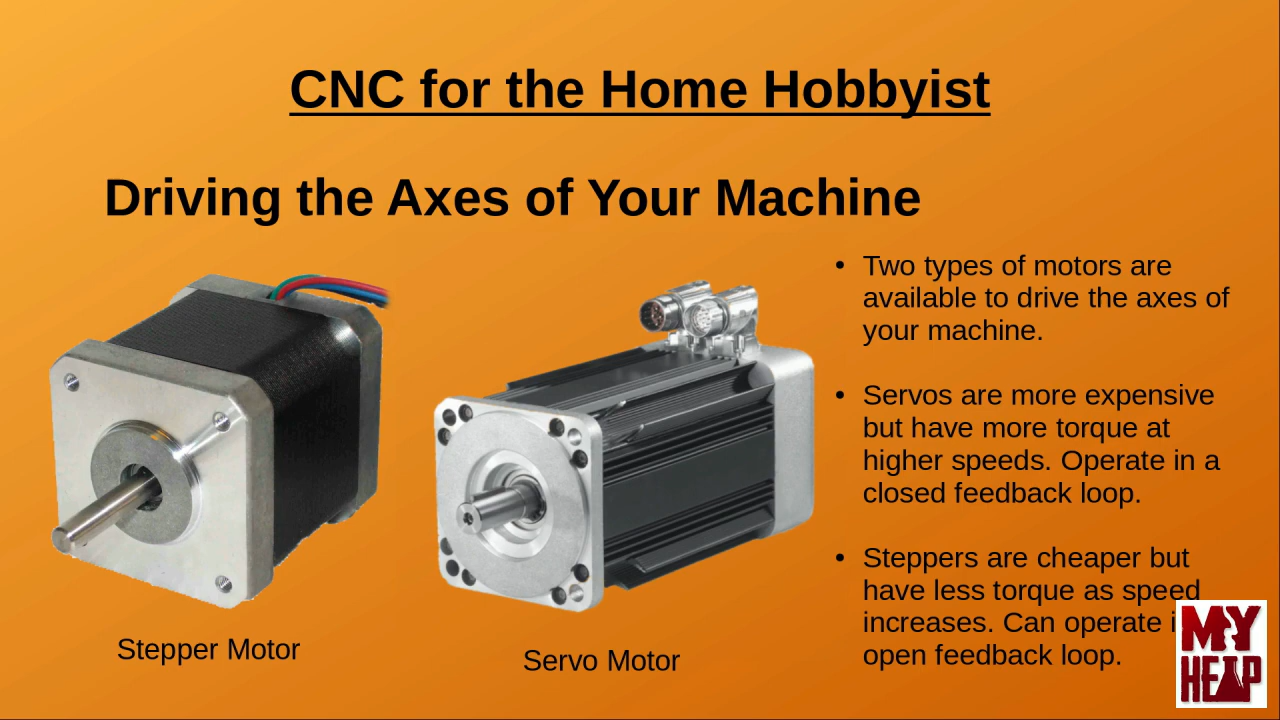 CNC for the Home Hobbyist
Driving the Axes of Your Machine
• Two types of motors are
available to drive the axes of
your machine.
• Servos are more expensive
but have more torque at
higher speeds. Operate in a
closed feedback loop.
• Steppers are cheaper but
have less torque as speed
increases. Can operate
open feedback loop.
Stepper Motor
Servo Motor
MY
HEAP